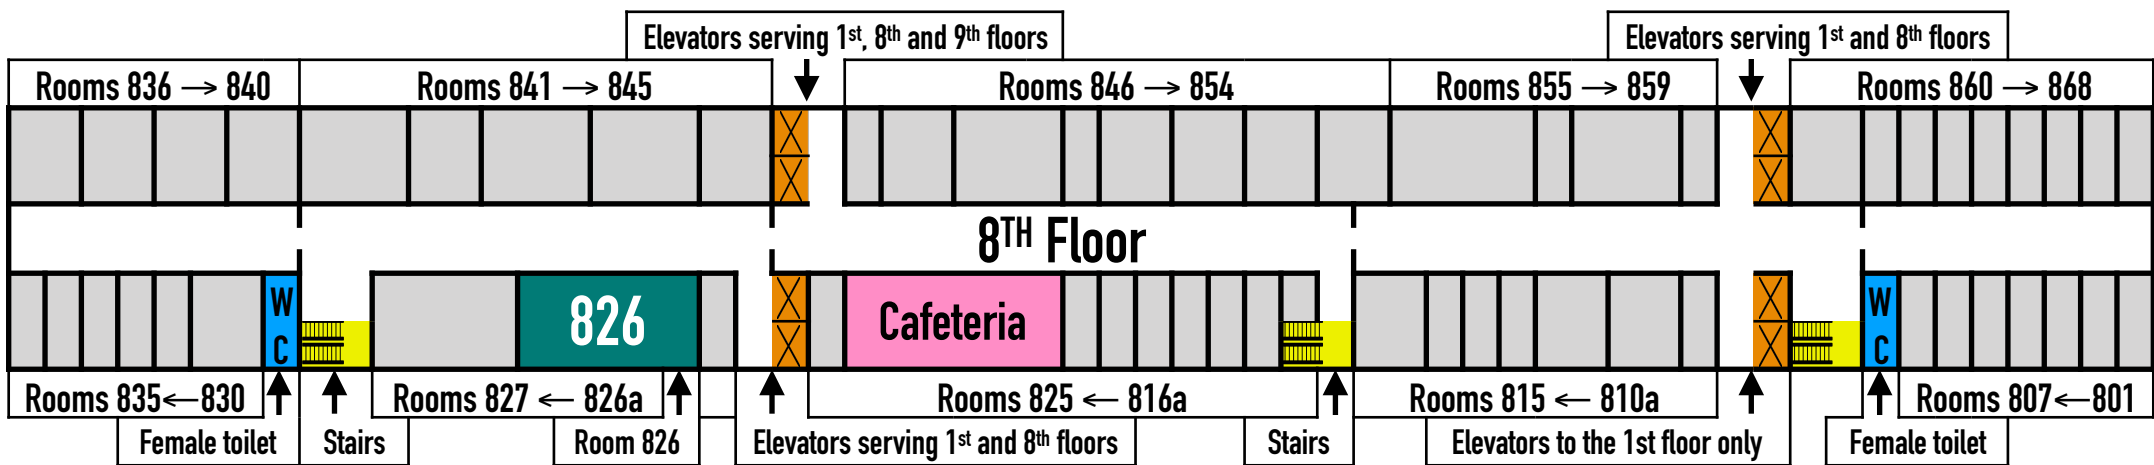 Elevators serving 1st, 8th and 9th floors
Elevators serving 1st and 8th floors
Rooms 836 → 840
Rooms 841 → 845
Rooms 846 → 854
Rooms 855 → 859
Rooms 860 → 868
8TH Floor
WC
826
Cafeteria
WC
Rooms 835←830
Rooms 827 ← 826a
Rooms 825 ← 816a
Rooms 815 ← 810a
Rooms 807←801
Female toilet
Stairs
Room 826
Elevators serving 1st and 8th floors
Stairs
Elevators to the 1st floor only
Female toilet